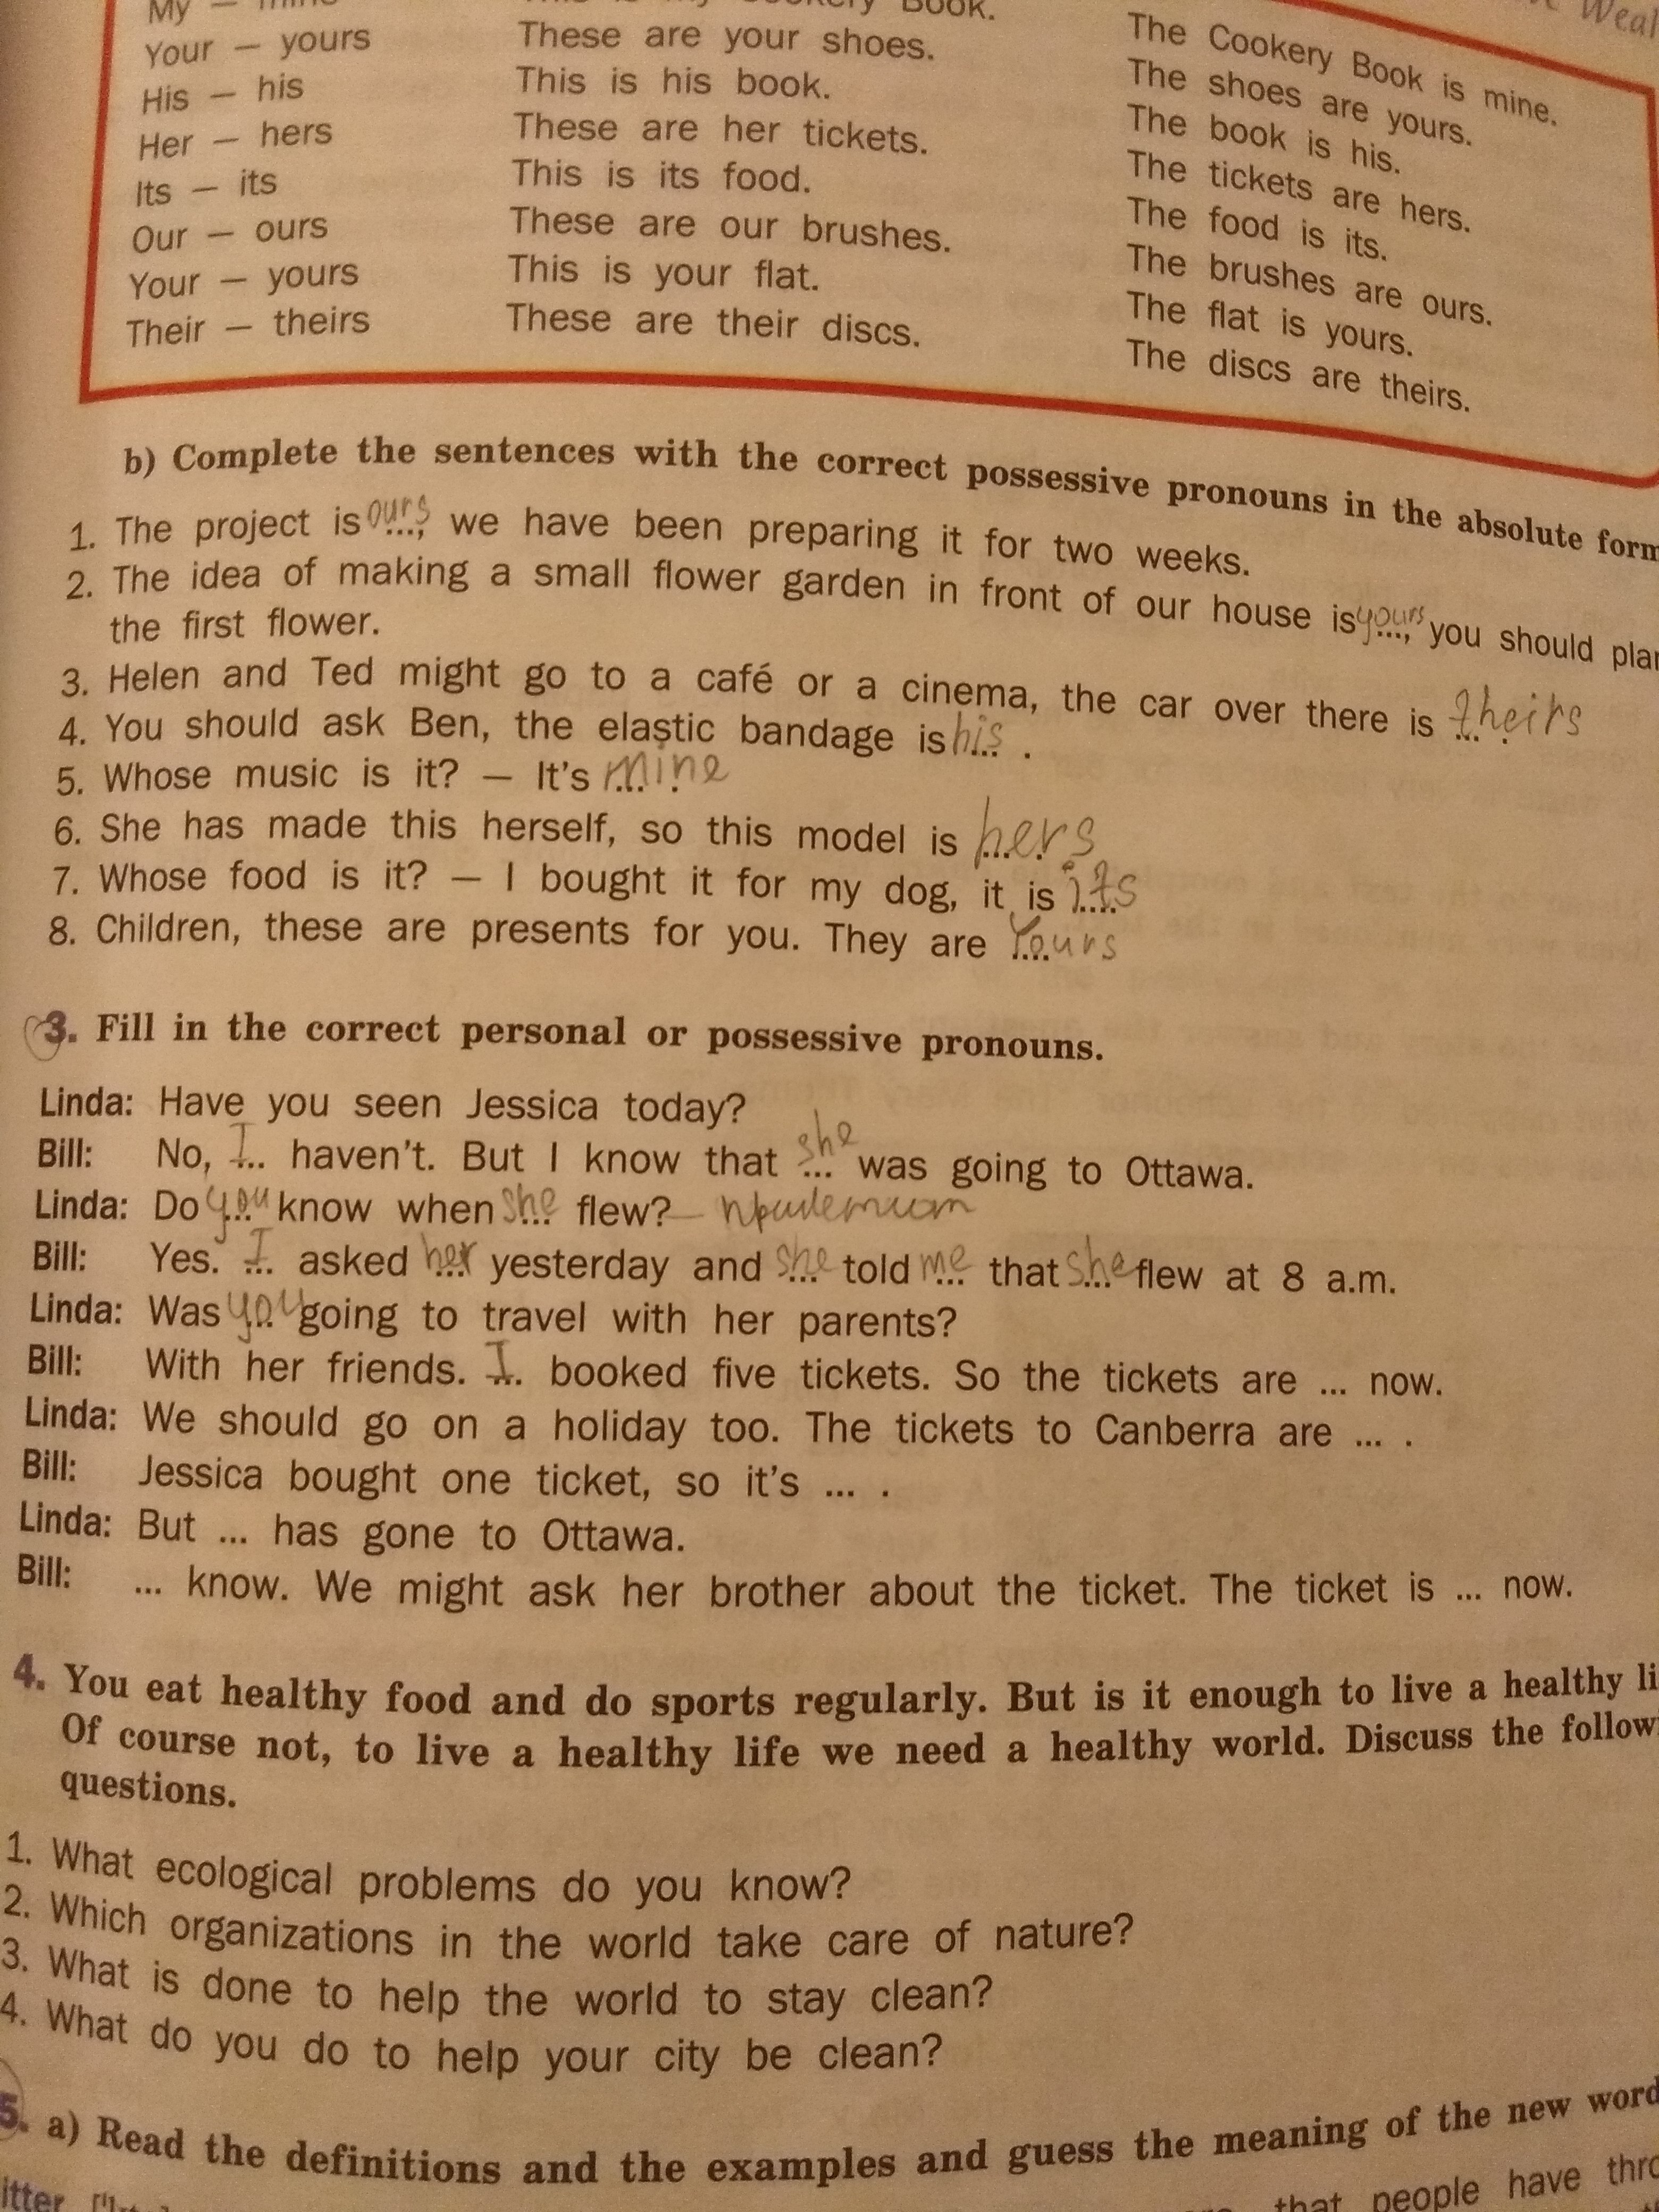 My – mine
Book.
Weal
Your – yours These are your shoes. The Cookery Book is mine.
His – his This is his book. The shoes are yours.
Her – hers These are her tickets. The book is his.
Its – its This is its food. The tickets are hers.
Our – ours These are our brushes. The food is its.
Your – yours This is your flat. The brushes are ours.
Their – theirs These are their discs. The flat is yours.
The discs are theirs.
b) Complete the sentences with the correct possessive pronouns in the absolute form
1. The project is ours ..., we have been preparing it for two weeks.
2. The idea of making a small flower garden in front of our house is yours ..., you should plan
the first flower.
3. Helen and Ted might go to a café or a cinema, the car over there is theirs ... .
4. You should ask Ben, the elastic bandage is his ... .
5. Whose music is it? – It's mine ... .
6. She has made this herself, so this model is hers ... .
7. Whose food is it? – I bought it for my dog, it is its ....
8. Children, these are presents for you. They are Yours ....
3. Fill in the correct personal or possessive pronouns.
Linda: Have you seen Jessica today?
Bill: No, I ... haven't. But I know that she ... was going to Ottawa.
Linda: Do you ... know when she ... flew?
Bill: Yes. I ... asked her ... yesterday and she ... told me ... that she ... flew at 8 a.m.
Linda: Was you ... going to travel with her parents?
Bill: With her friends. I ... booked five tickets. So the tickets are ... now.
Linda: We should go on a holiday too. The tickets to Canberra are ... .
Bill: Jessica bought one ticket, so it's ... .
Linda: But ... has gone to Ottawa.
Bill: ... know. We might ask her brother about the ticket. The ticket is ... now.
4. You eat healthy food and do sports regularly. But is it enough to live a healthy li
Of course not, to live a healthy life we need a healthy world. Discuss the follow
questions.
1. What ecological problems do you know?
2. Which organizations in the world take care of nature?
3. What is done to help the world to stay clean?
4. What do you do to help your city be clean?
5. a) Read the definitions and the examples and guess the meaning of the new word
itter that people have thro